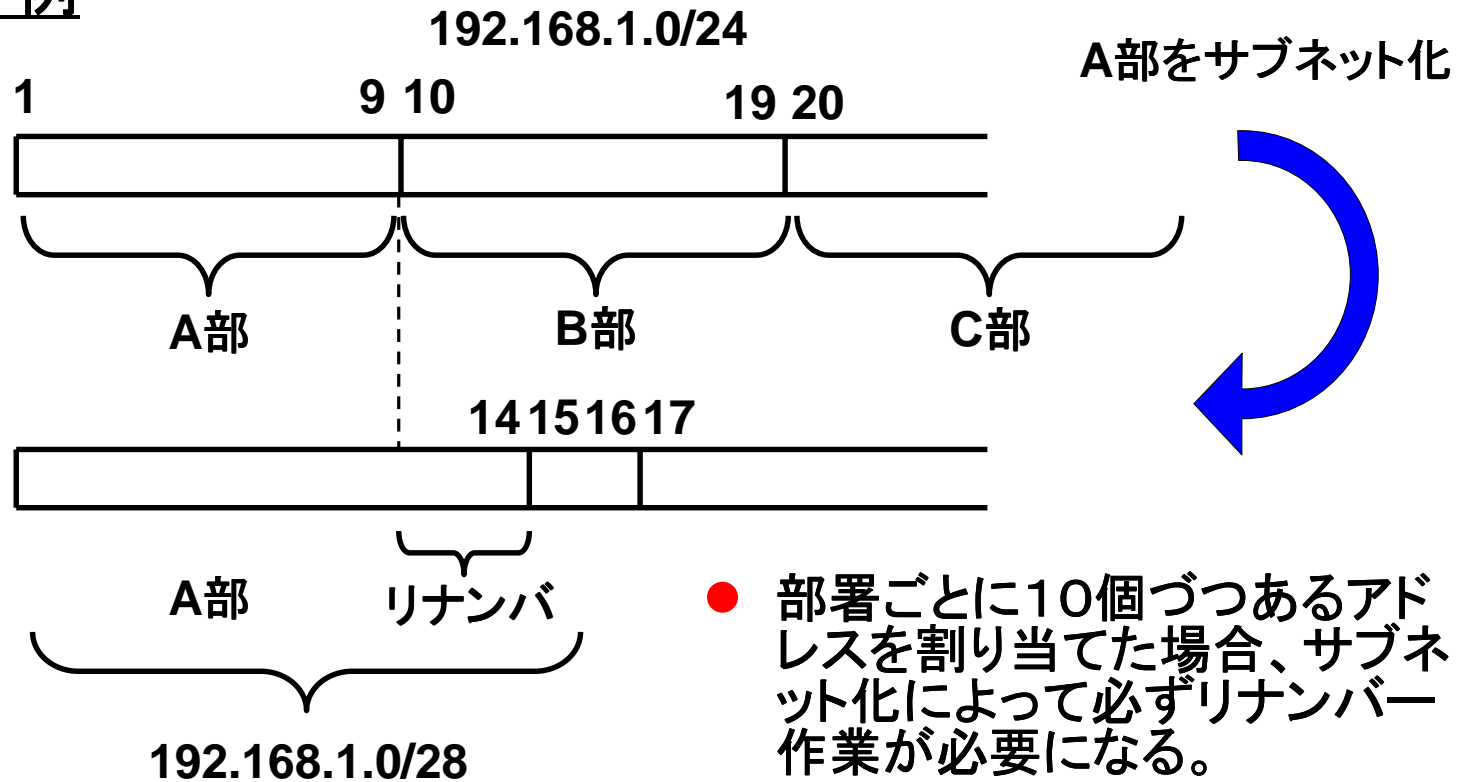 例
192.168.1.0/24
A部をサブネット化
1 9 10 19 20
A部 B部 C部
14 15 16 17
A部 リナンバ
192.168.1.0/28
● 部署ごとに１０個づつあるアド
レスを割り当てた場合、サブネ
ット化によって必ずリナンバー
作業が必要になる。